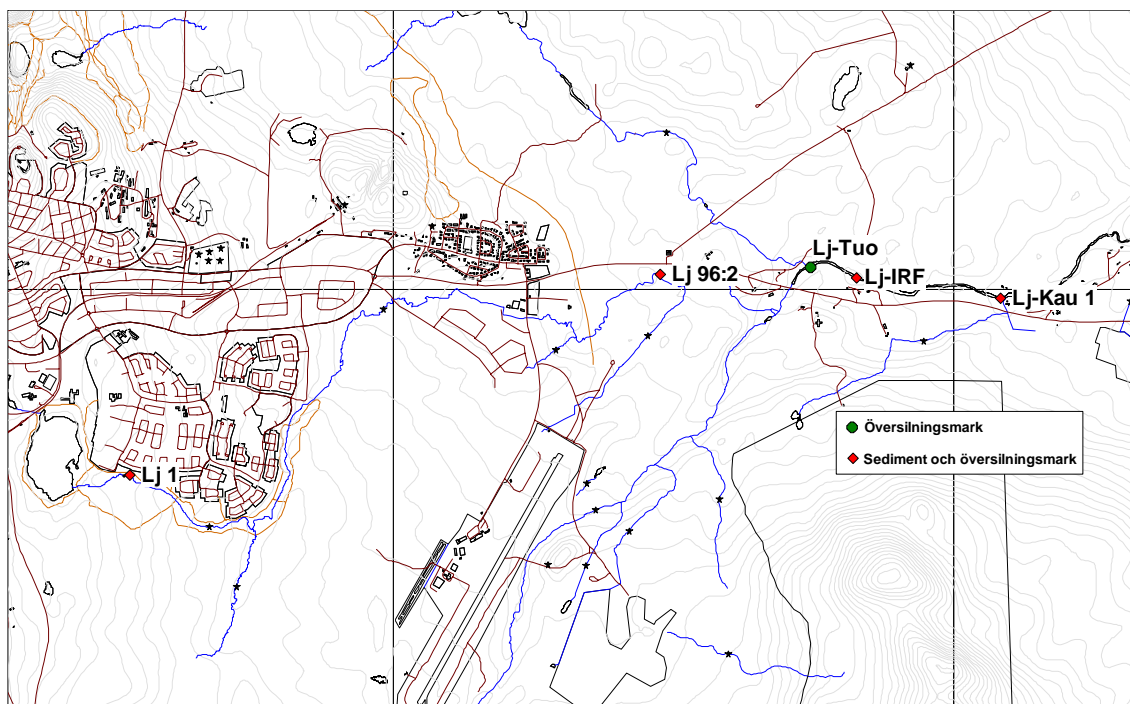 Lj-Tuo
Lj 96:2
Lj-IRF
Lj-Kau 1
Översilningsmark
Sediment och översilningsmark
Lj 1